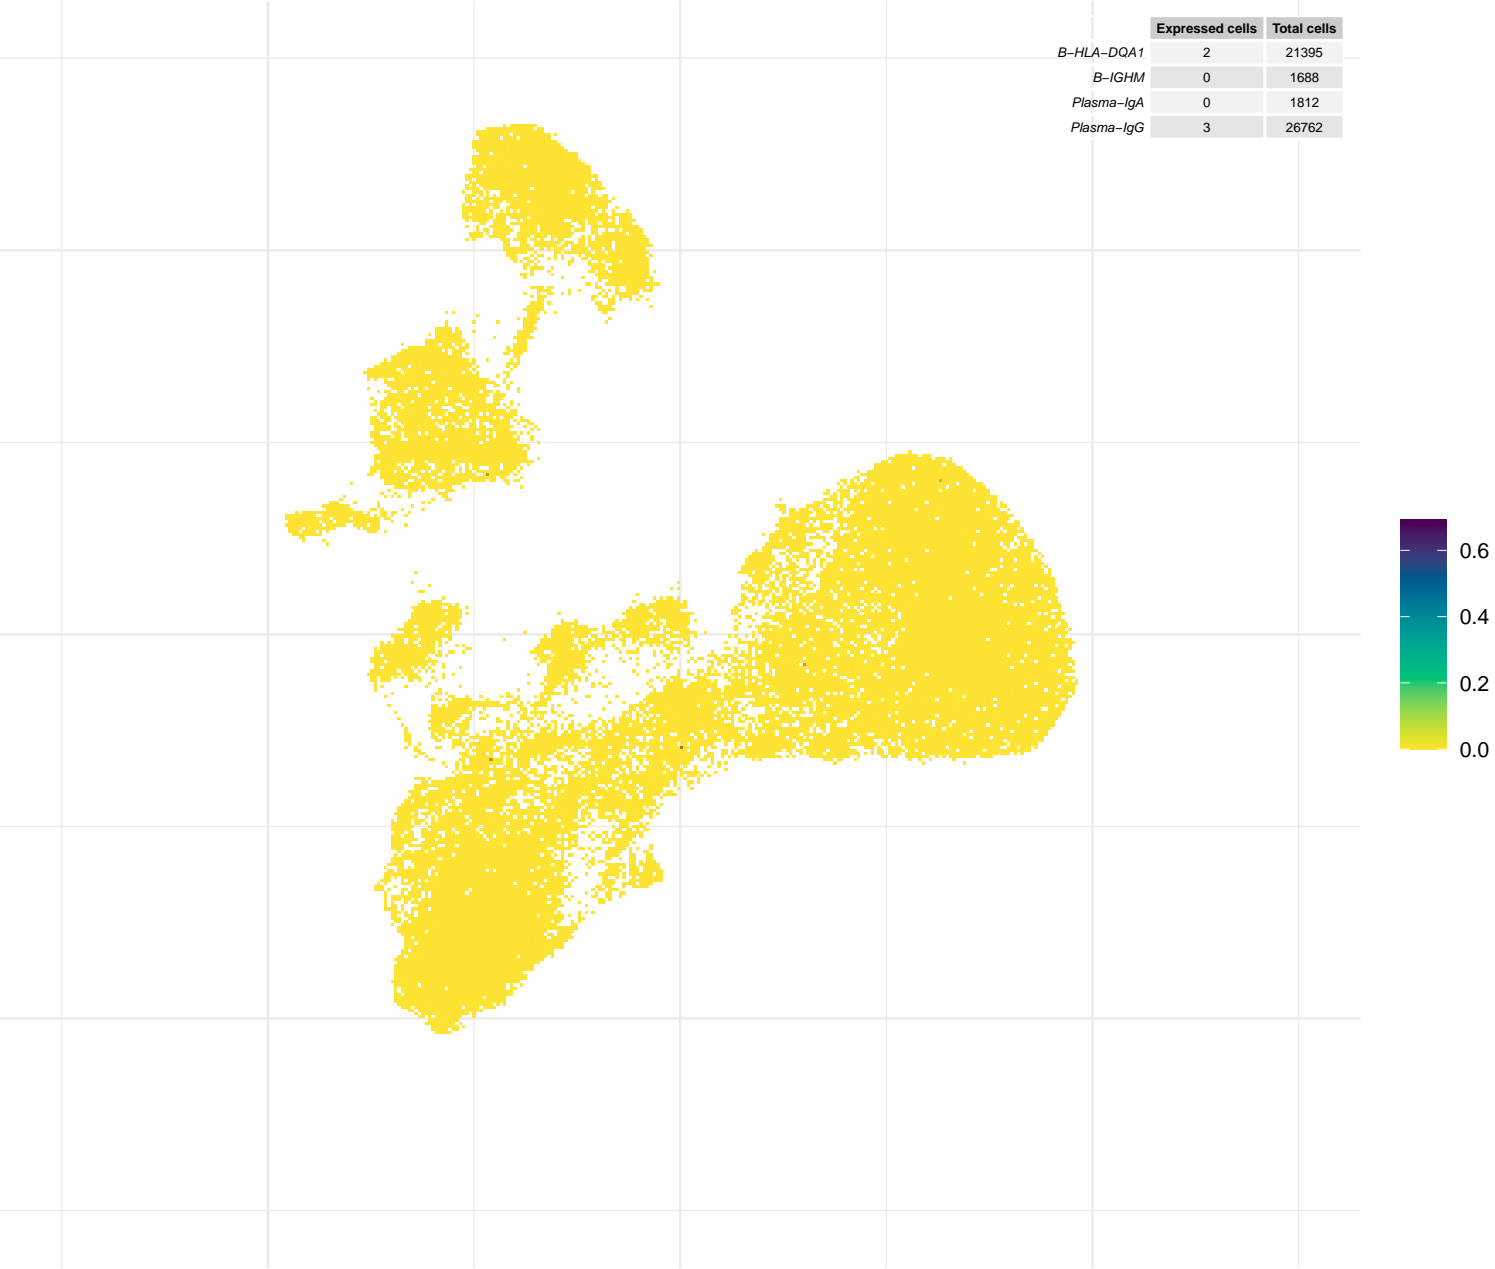 Expressed cells Total cells
B−HLA−DQA1 2 21395
B−IGHM 0 1688
Plasma−IgA 0 1812
Plasma−IgG 3 26762
0.6
0.4
0.2
0.0